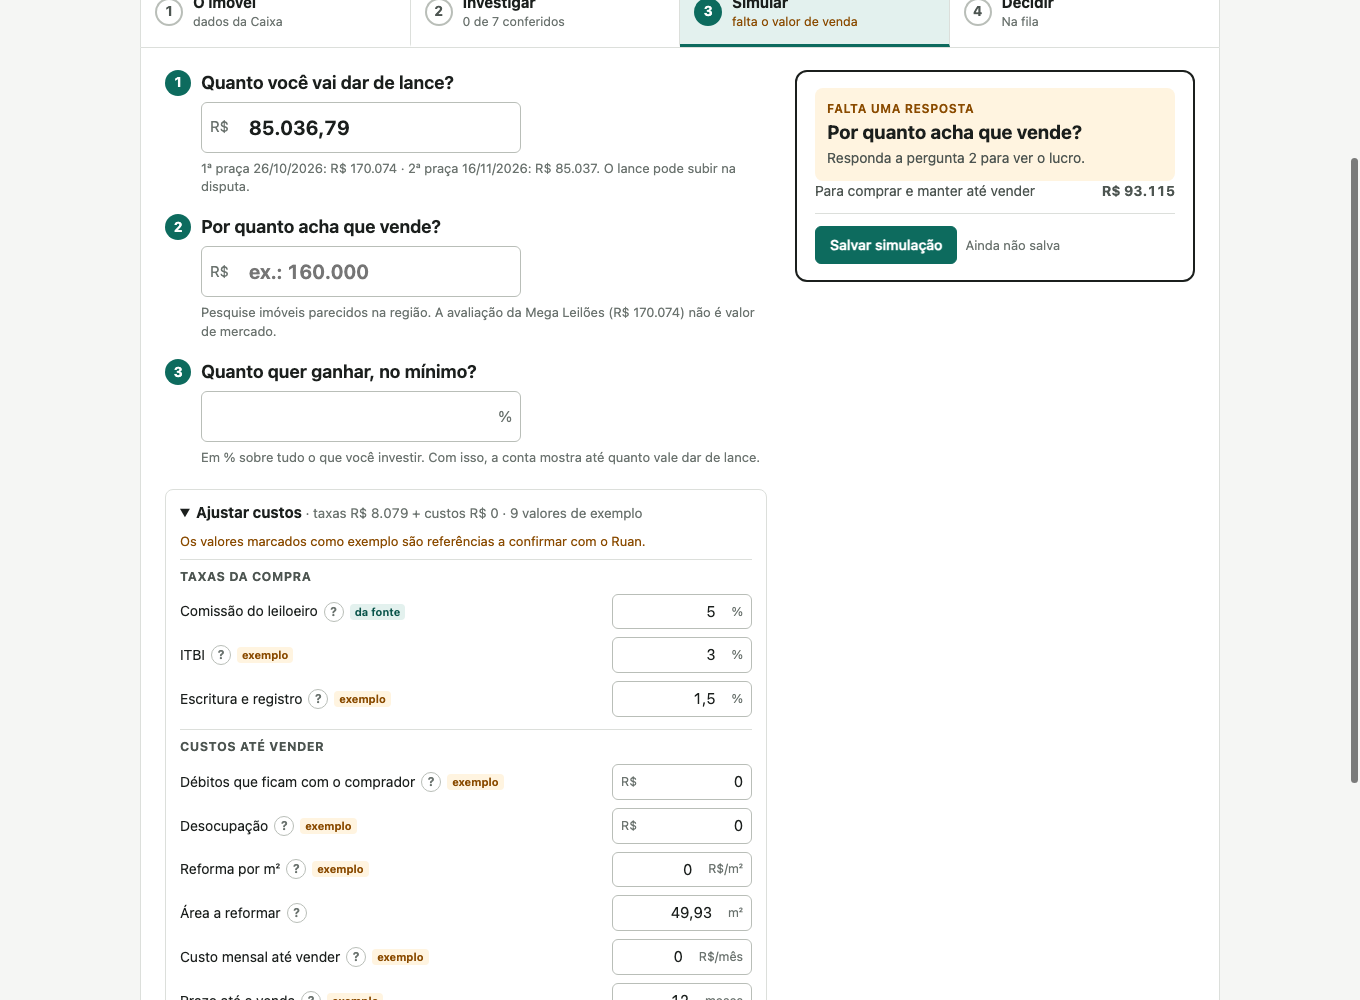 1
O imóvel
dados da Caixa
2
Investigar
0 de 7 conferidos
3
Simular
falta o valor de venda
4
Decidir
Na fila
1 Quanto você vai dar de lance?
R$ 85.036,79
1ª praça 26/10/2026: R$ 170.074 · 2ª praça 16/11/2026: R$ 85.037. O lance pode subir na
disputa.
2 Por quanto acha que vende?
R$ ex.: 160.000
Pesquise imóveis parecidos na região. A avaliação da Mega Leilões (R$ 170.074) não é valor
de mercado.
3 Quanto quer ganhar, no mínimo?
%
Em % sobre tudo o que você investir. Com isso, a conta mostra até quanto vale dar de lance.
▼ Ajustar custos · taxas R$ 8.079 + custos R$ 0 · 9 valores de exemplo
Os valores marcados como exemplo são referências a confirmar com o Ruan.
TAXAS DA COMPRA
Comissão do leiloeiro ? da fonte 5 %
ITBI ? exemplo 3 %
Escritura e registro ? exemplo 1,5 %
CUSTOS ATÉ VENDER
Débitos que ficam com o comprador ? exemplo R$ 0
Desocupação ? exemplo R$ 0
Reforma por m² ? exemplo 0 R$/m²
Área a reformar ? 49,93 m²
Custo mensal até vender ? exemplo 0 R$/mês
Prazo até a venda ? exemplo 12 meses
FALTA UMA RESPOSTA
Por quanto acha que vende?
Responda a pergunta 2 para ver o lucro.
Para comprar e manter até vender R$ 93.115
Salvar simulação Ainda não salva